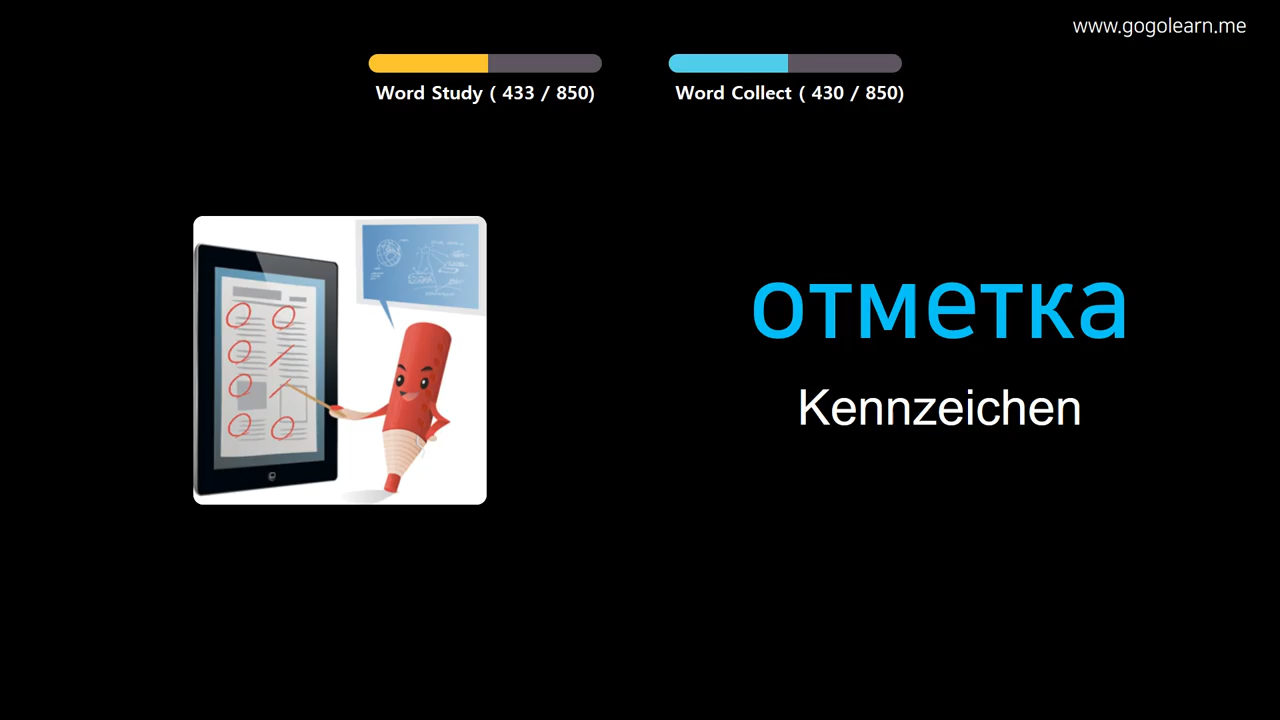 www.gogolearn.me
Word Study ( 433 / 850)
Word Collect ( 430 / 850)
отметка
Kennzeichen